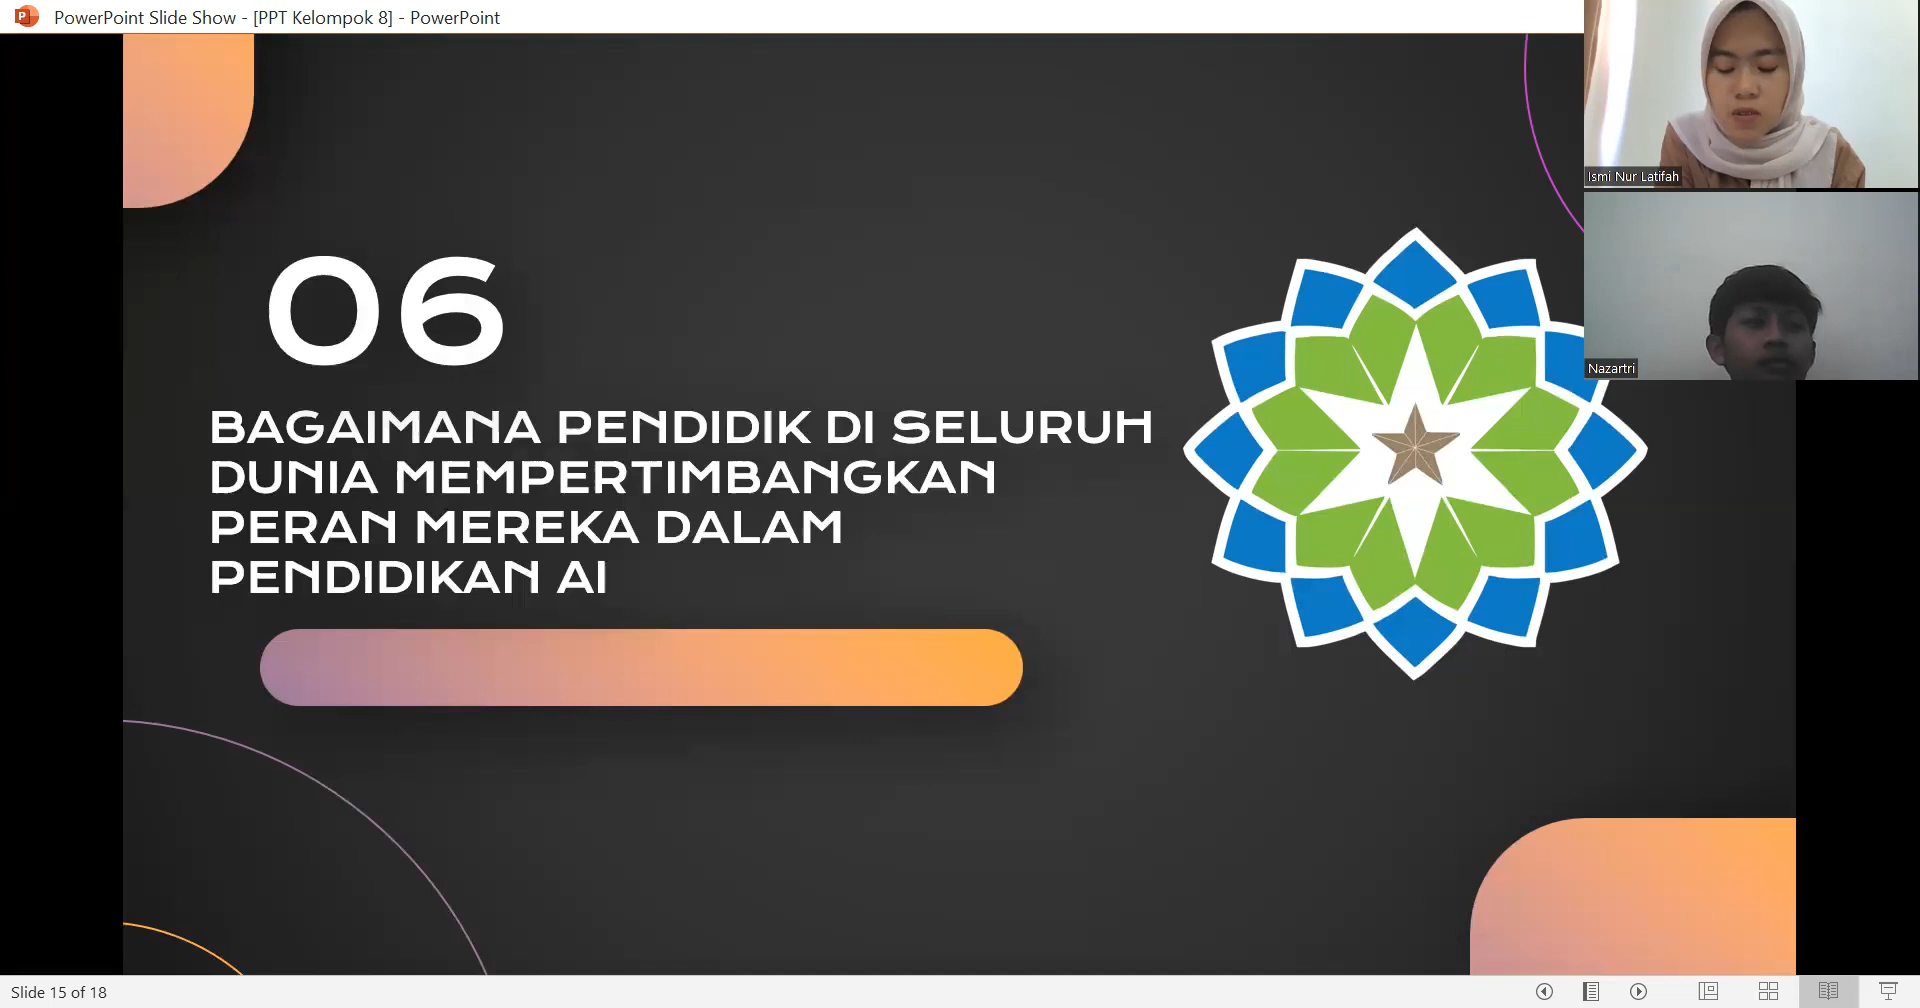 PowerPoint Slide Show - [PPT Kelompok 8] - PowerPoint
Ismi Nur Latifah
Nazartri
06
BAGAIMANA PENDIDIK DI SELURUH
DUNIA MEMPERTIMBANGKAN
PERAN MEREKA DALAM
PENDIDIKAN AI
Slide 15 of 18